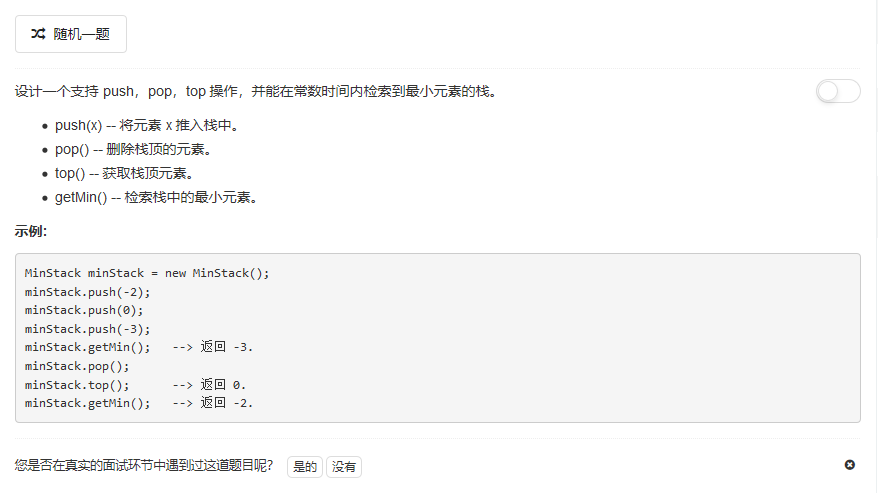 随机一题
设计一个支持 push，pop，top 操作，并能在常数时间内检索到最小元素的栈。
push(x) -- 将元素 x 推入栈中。
pop() -- 删除栈顶的元素。
top() -- 获取栈顶元素。
getMin() -- 检索栈中的最小元素。
示例:
MinStack minStack = new MinStack();
minStack.push(-2);
minStack.push(0);
minStack.push(-3);
minStack.getMin();   --> 返回 -3.
minStack.pop();
minStack.top();      --> 返回 0.
minStack.getMin();   --> 返回 -2.
您是否在真实的面试环节中遇到过这道题目呢? 是的 没有